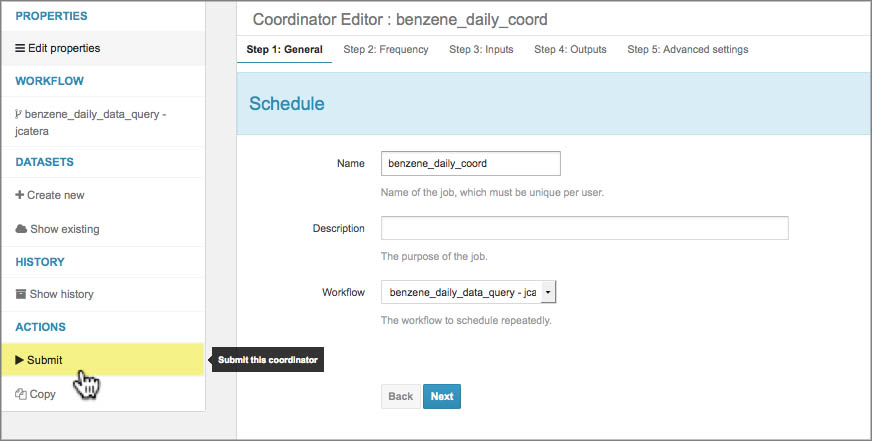 PROPERTIES
Edit properties
WORKFLOW
benzene_daily_data_query -
jcatera
DATASETS
Create new
Show existing
HISTORY
Show history
ACTIONS
Submit
Copy
Submit this coordinator
Coordinator Editor : benzene_daily_coord
Step 1: General Step 2: Frequency Step 3: Inputs Step 4: Outputs Step 5: Advanced settings
Schedule
Name benzene_daily_coord
Name of the job, which must be unique per user.
Description
The purpose of the job.
Workflow benzene_daily_data_query - jca
The workflow to schedule repeatedly.
Back Next